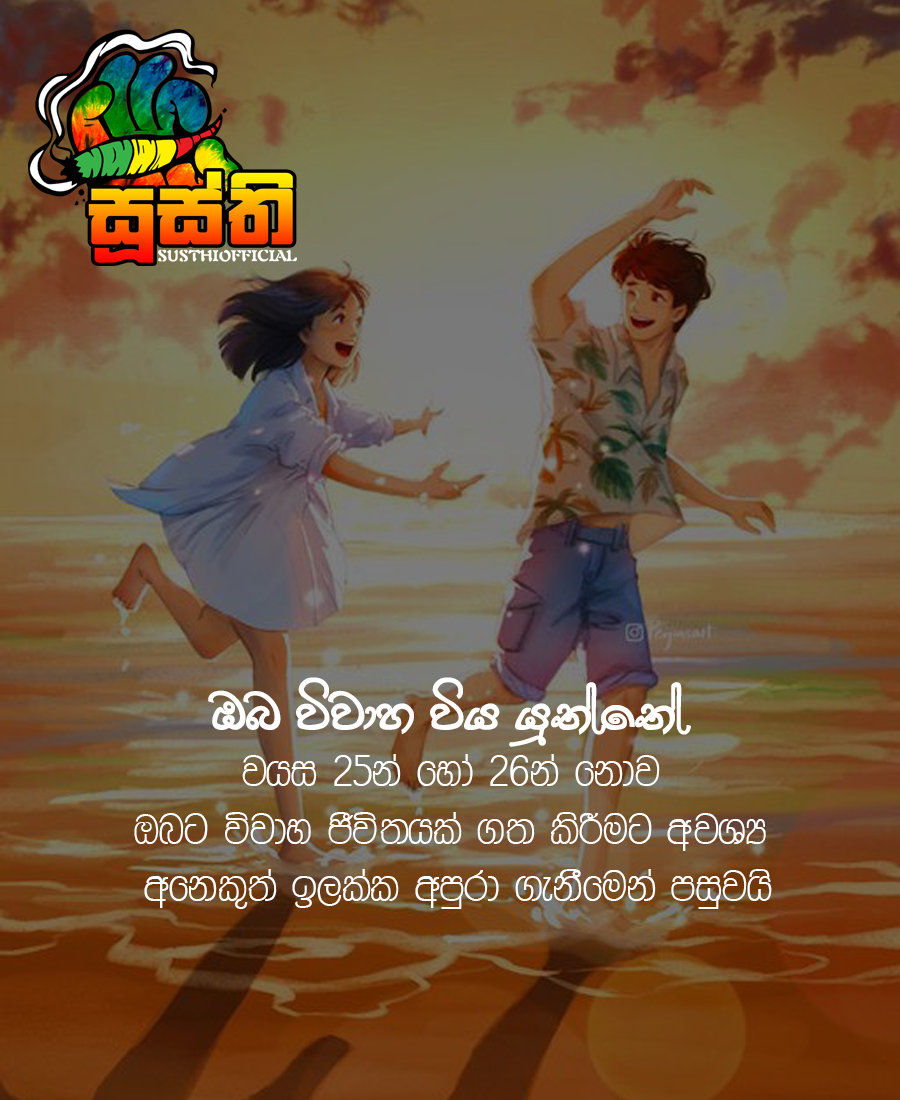 සූස්ති
SUSTHIOFFICIAL
ඔබ විවාහ විය යුත්තේ,
වයස 25න් හෝ 26න් නොව
ඔබට විවාහ ජීවිතයක් ගත කිරීමට අවශ්‍ය
අනෙකුත් ඉලක්ක අපුරා ගැනීමෙන් පසුවයි